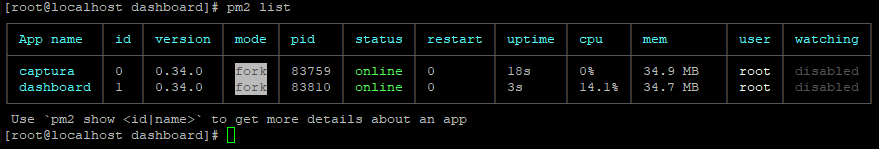 [root@localhost dashboard]# pm2 list
App name id version mode pid status restart uptime cpu mem user watching
captura 0 0.34.0 fork 83759 online 0 18s 0% 34.9 MB root disabled
dashboard 1 0.34.0 fork 83810 online 0 3s 14.1% 34.7 MB root disabled
Use `pm2 show <id|name>` to get more details about an app
[root@localhost dashboard]#